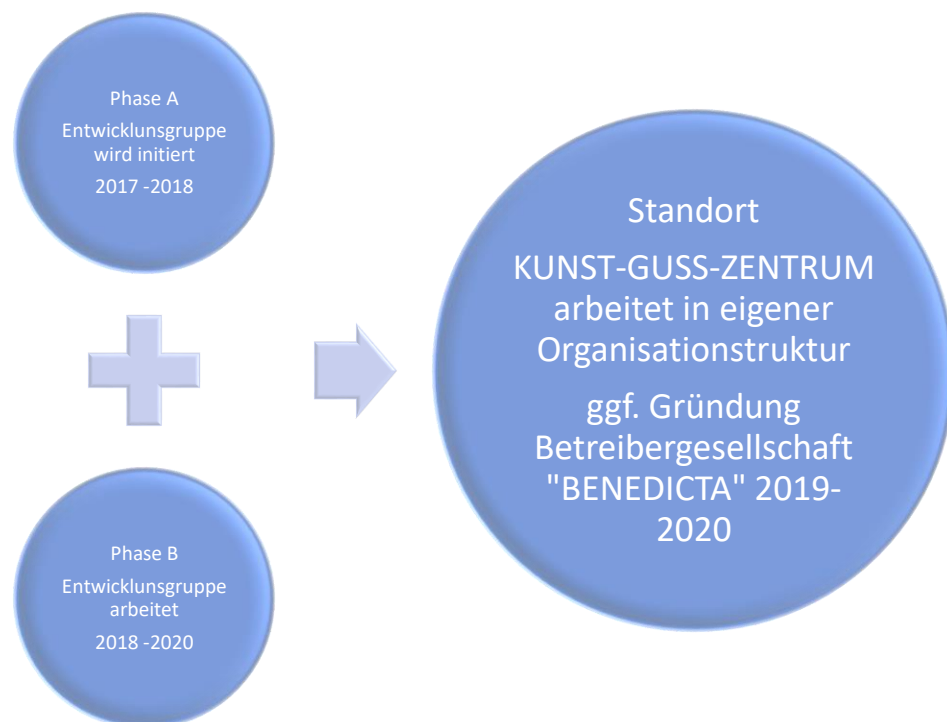 Phase A
Entwicklunsgruppe
wird initiert
2017 -2018
Phase B
Entwicklunsgruppe
arbeitet
2018 -2020
Standort
KUNST-GUSS-ZENTRUM
arbeitet in eigener
Organisationstruktur
ggf. Gründung
Betreibergesellschaft
"BENEDICTA" 2019-
2020